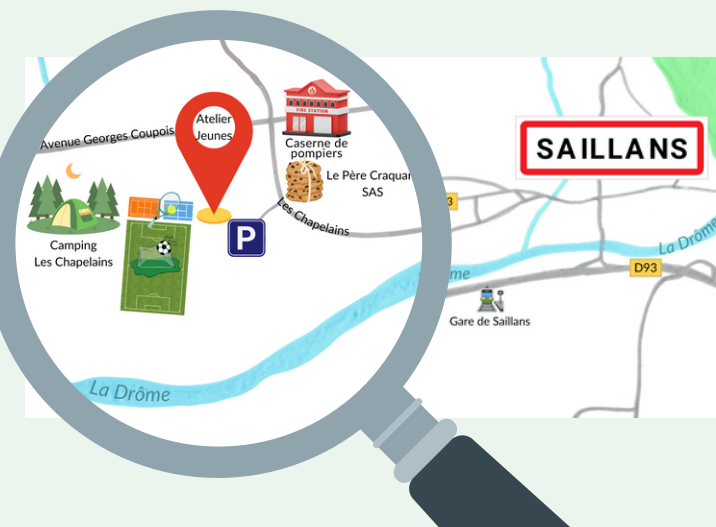 Avenue Georges Coupois
Atelier
Jeunes
FIRE STATION
Caserne de
pompiers
Le Père Craquan
SAS
Les Chapelains
P
Camping
Les Chapelains
La Drôme
SAILLANS
La Drôme
D93
Gare de Saillans